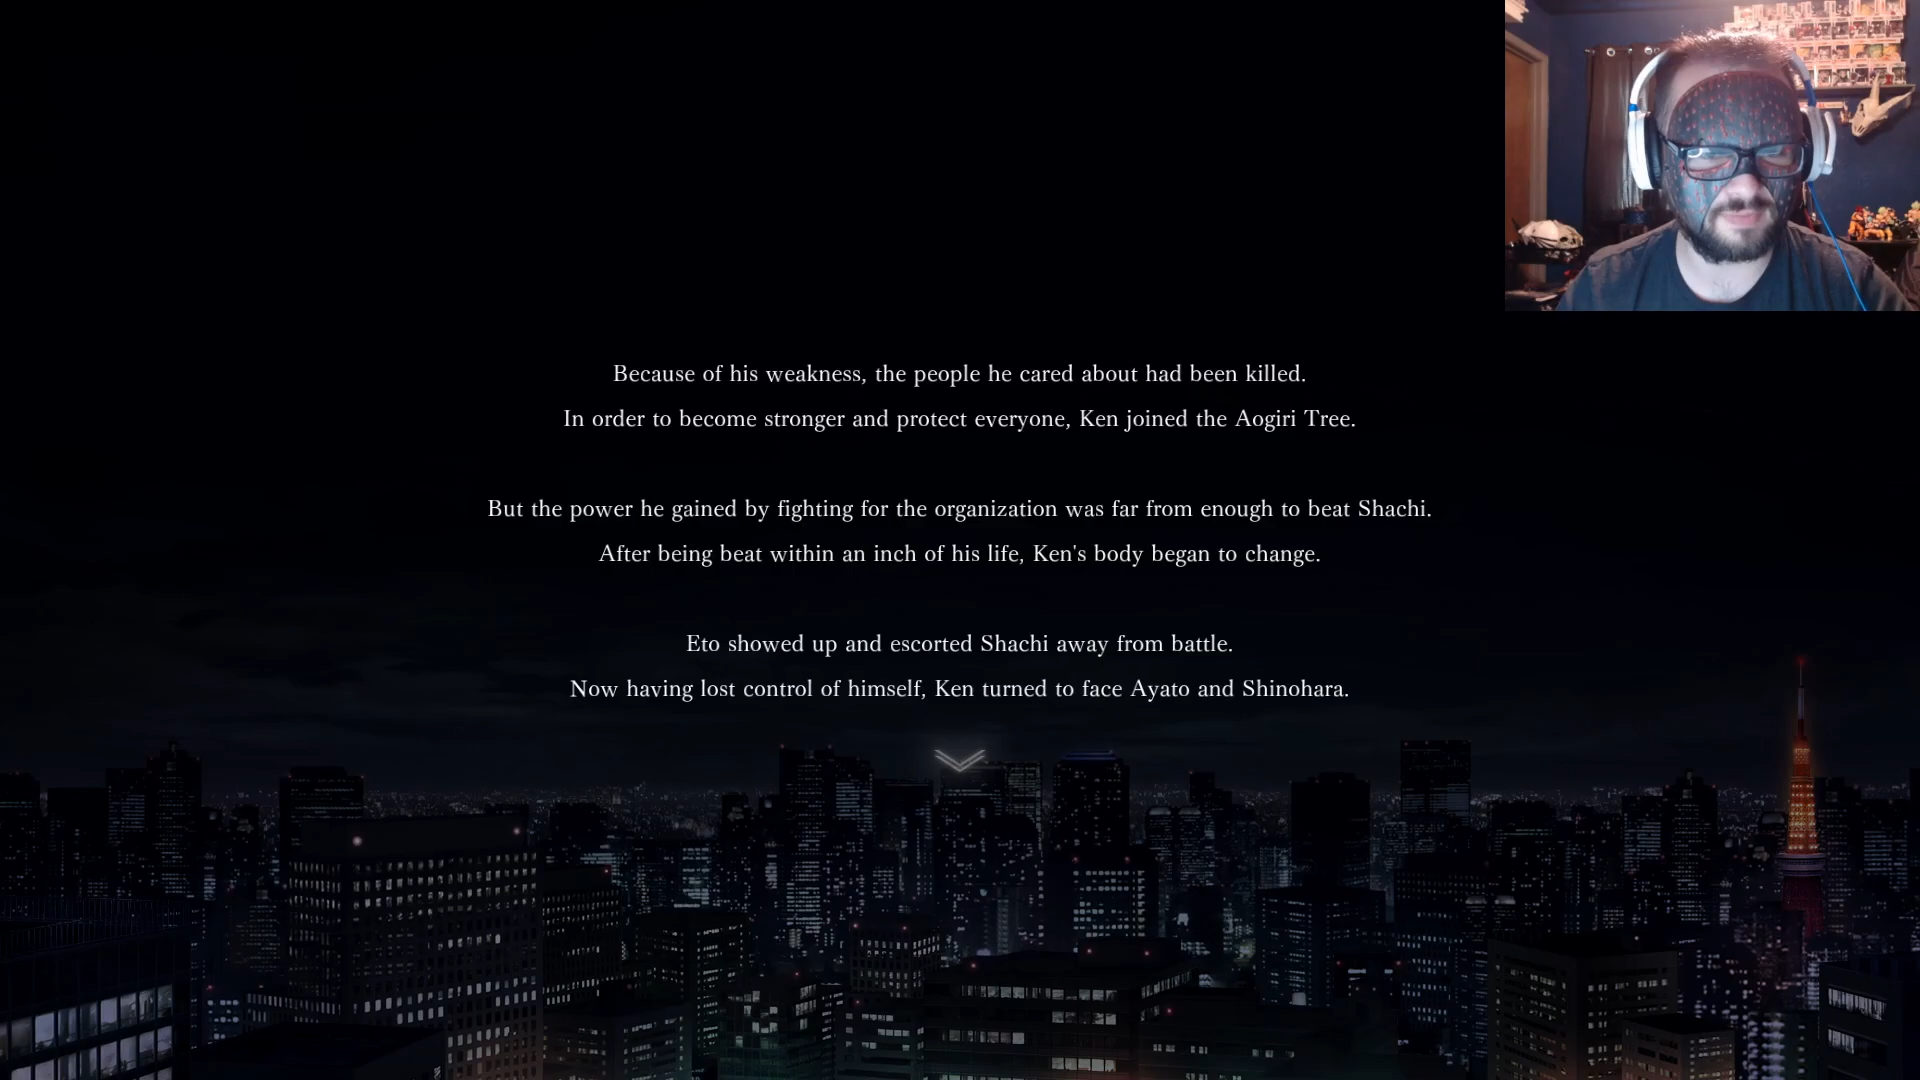 Because of his weakness, the people he cared about had been killed.
In order to become stronger and protect everyone, Ken joined the Aogiri Tree.
But the power he gained by fighting for the organization was far from enough to beat Shachi.
After being beat within an inch of his life, Ken's body began to change.
Eto showed up and escorted Shachi away from battle.
Now having lost control of himself, Ken turned to face Ayato and Shinohara.